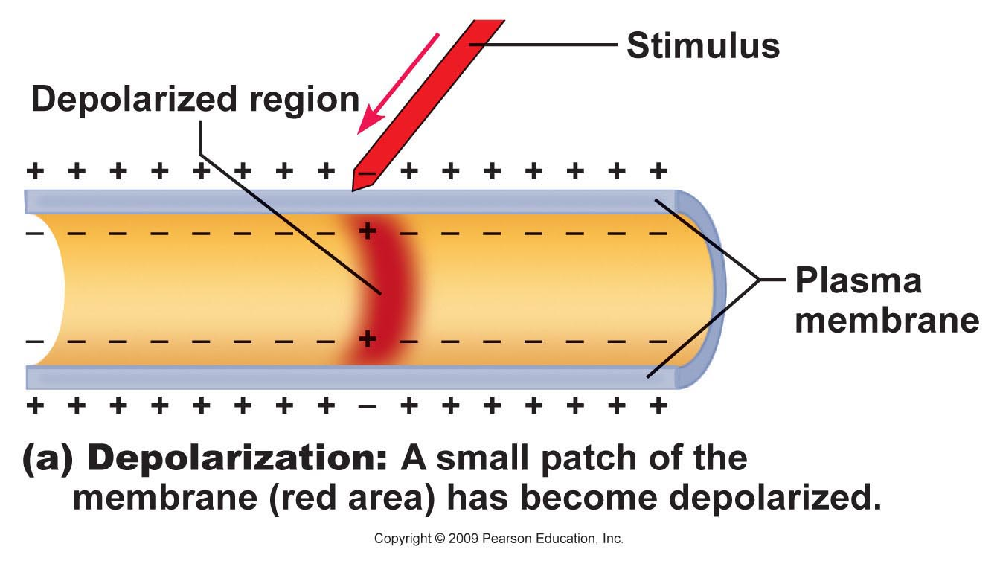 Stimulus
Depolarized region
+ + + + + + + + – + + + + + + +
– – – – – – – – + – – – – – – –
Plasma
membrane
– – – – – – – – + – – – – – – –
+ + + + + + + + – + + + + + + +
(a) Depolarization: A small patch of the
membrane (red area) has become depolarized.
Copyright © 2009 Pearson Education, Inc.